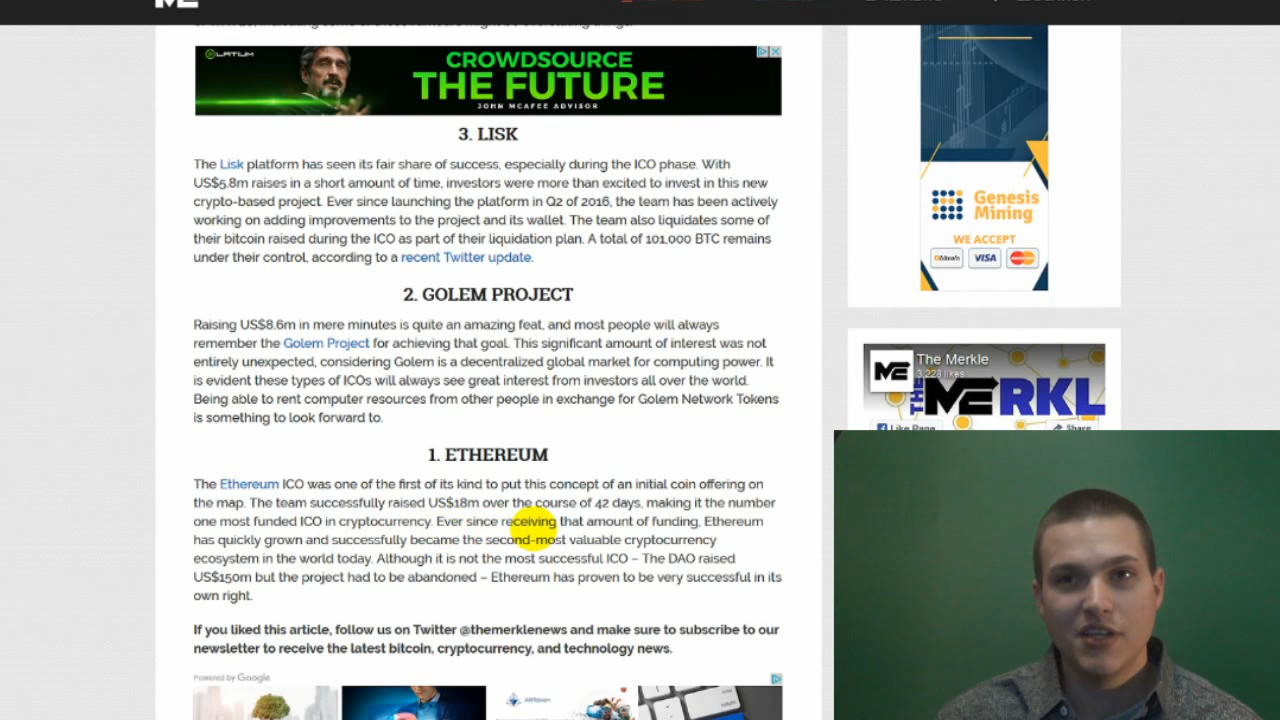 LATIUM
CROWDSOURCE
THE FUTURE
JOHN MCAFEE ADVISOR
3. LISK
The Lisk platform has seen its fair share of success, especially during the ICO phase. With
US$5.8m raises in a short amount of time, investors were more than excited to invest in this new
crypto-based project. Ever since launching the platform in Q2 of 2016, the team has been actively
working on adding improvements to the project and its wallet. The team also liquidates some of
their bitcoin raised during the ICO as part of their liquidation plan. A total of 101,000 BTC remains
under their control, according to a recent Twitter update.
2. GOLEM PROJECT
Raising US$8.6m in mere minutes is quite an amazing feat, and most people will always
remember the Golem Project for achieving that goal. This significant amount of interest was not
entirely unexpected, considering Golem is a decentralized global market for computing power. It
is evident these types of ICOs will always see great interest from investors all over the world.
Being able to rent computer resources from other people in exchange for Golem Network Tokens
is something to look forward to.
1. ETHEREUM
The Ethereum ICO was one of the first of its kind to put this concept of an initial coin offering on
the map. The team successfully raised US$18m over the course of 42 days, making it the number
one most funded ICO in cryptocurrency. Ever since receiving that amount of funding, Ethereum
has quickly grown and successfully became the second-most valuable cryptocurrency
ecosystem in the world today. Although it is not the most successful ICO – The DAO raised
US$150m but the project had to be abandoned – Ethereum has proven to be very successful in its
own right.
If you liked this article, follow us on Twitter @themerklenews and make sure to subscribe to our
newsletter to receive the latest bitcoin, cryptocurrency, and technology news.
Powered by Google
Genesis
Mining
WE ACCEPT
bitcoin VISA
The Merkle
3,228 likes
THE MERKL
Like Page Share